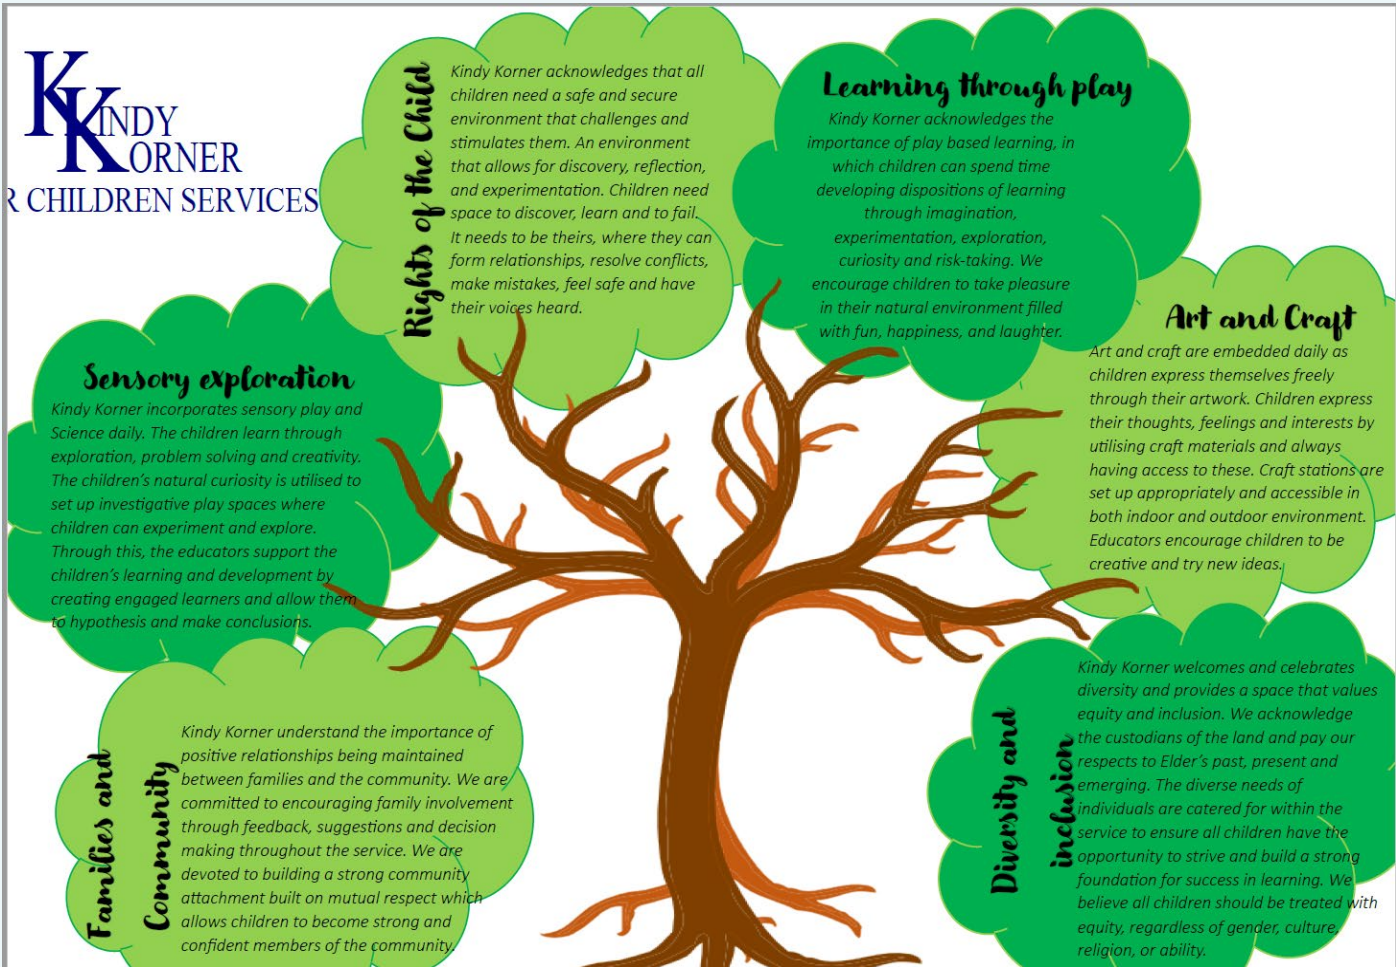 KINDY
KORNER
R CHILDREN SERVICES
Rights of the Child
Kindy Korner acknowledges that all
children need a safe and secure
environment that challenges and
stimulates them. An environment
that allows for discovery, reflection,
and experimentation. Children need
space to discover, learn and to fail.
It needs to be theirs, where they can
form relationships, resolve conflicts,
make mistakes, feel safe and have
their voices heard.
Learning through play
Kindy Korner acknowledges the
importance of play based learning, in
which children can spend time
developing dispositions of learning
through imagination,
experimentation, exploration,
curiosity and risk-taking. We
encourage children to take pleasure
in their natural environment filled
with fun, happiness, and laughter.
Sensory exploration
Kindy Korner incorporates sensory play and
Science daily. The children learn through
exploration, problem solving and creativity.
The children's natural curiosity is utilised to
set up investigative play spaces where
children can experiment and explore.
Through this, the educators support the
children's learning and development by
creating engaged learners and allow them
to hypothesis and make conclusions.
Art and Craft
Art and craft are embedded daily as
children express themselves freely
through their artwork. Children express
their thoughts, feelings and interests by
utilising craft materials and always
having access to these. Craft stations are
set up appropriately and accessible in
both indoor and outdoor environment.
Educators encourage children to be
creative and try new ideas.
Families and
Community
Kindy Korner understand the importance of
positive relationships being maintained
between families and the community. We are
committed to encouraging family involvement
through feedback, suggestions and decision
making throughout the service. We are
devoted to building a strong community
attachment built on mutual respect which
allows children to become strong and
confident members of the community.
Diversity and
inclusion
Kindy Korner welcomes and celebrates
diversity and provides a space that values
equity and inclusion. We acknowledge
the custodians of the land and pay our
respects to Elder's past, present and
emerging. The diverse needs of
individuals are catered for within the
service to ensure all children have the
opportunity to strive and build a strong
foundation for success in learning. We
believe all children should be treated with
equity, regardless of gender, culture,
religion, or ability.